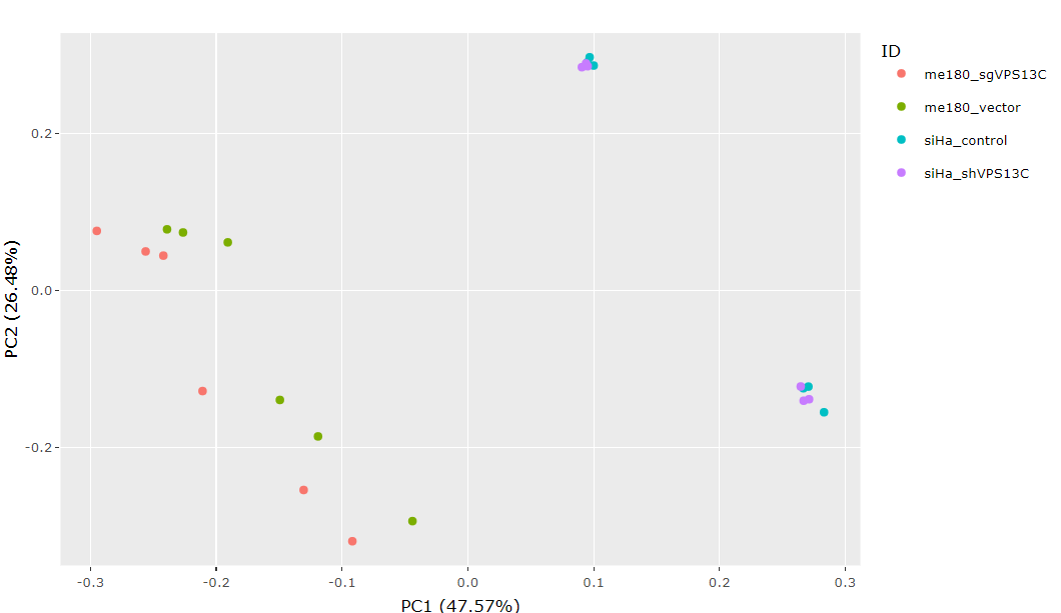 ID
me180_sgVPS13C
me180_vector
siHa_control
siHa_shVPS13C
0.2
0.0
-0.2
PC2 (26.48%)
-0.3
-0.2
-0.1
0.0
0.1
0.2
0.3
PC1 (47.57%)